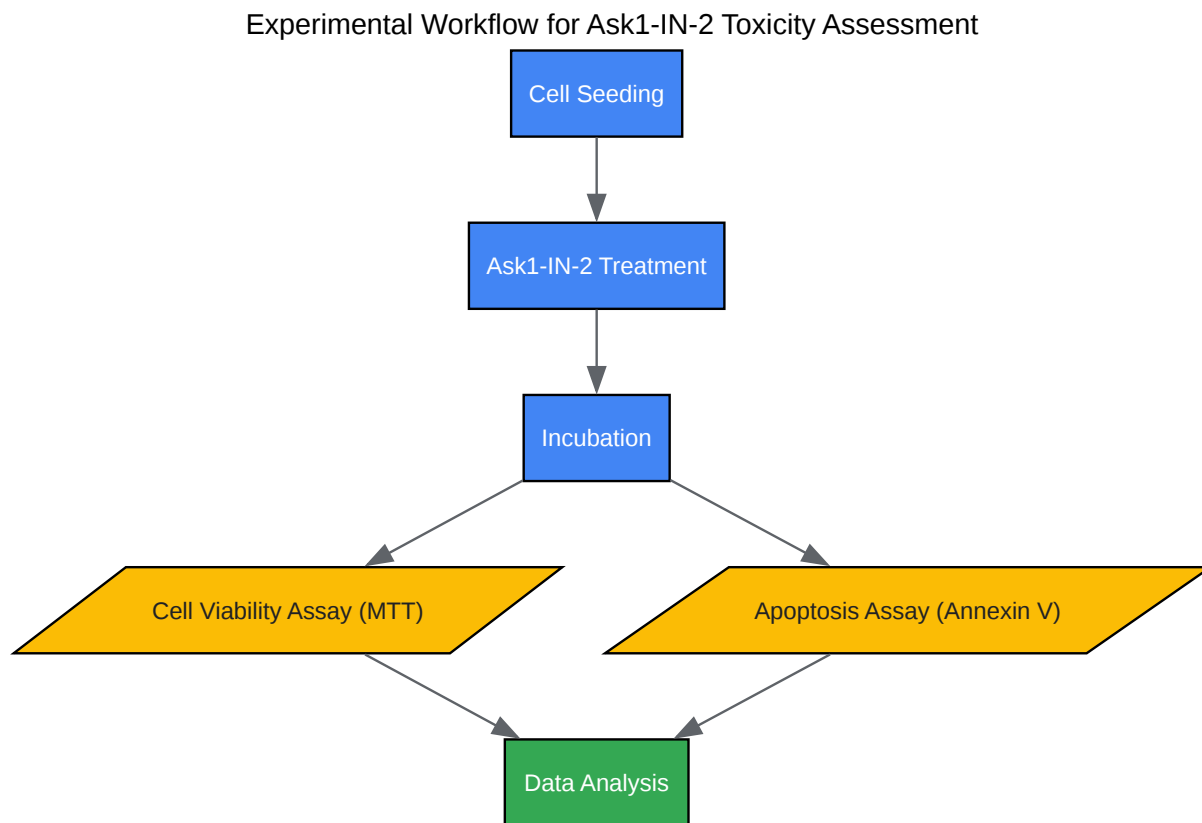 Experimental Workflow for Ask1-IN-2 Toxicity Assessment
Cell Seeding
Ask1-IN-2 Treatment
Incubation
Cell Viability Assay (MTT)
Apoptosis Assay (Annexin V)
Data Analysis